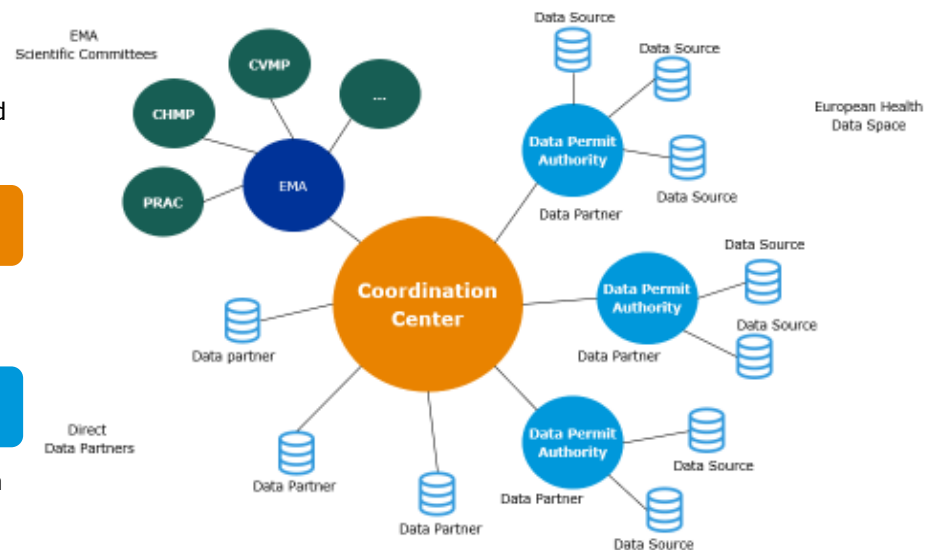 EMA
Scientific Committees
CVMP
...
CHMP
PRAC
EMA
Data Source
Data Source
Data Permit
Authority
Data Source
Data Partner
European Health
Data Space
d
Coordination
Center
Data Source
Data Permit
Authority
Data Source
Data Partner
Data partner
Direct
Data Partners
Data Partner
Data Partner
Data Permit
Authority
Data Source
Data Partner
Data Source